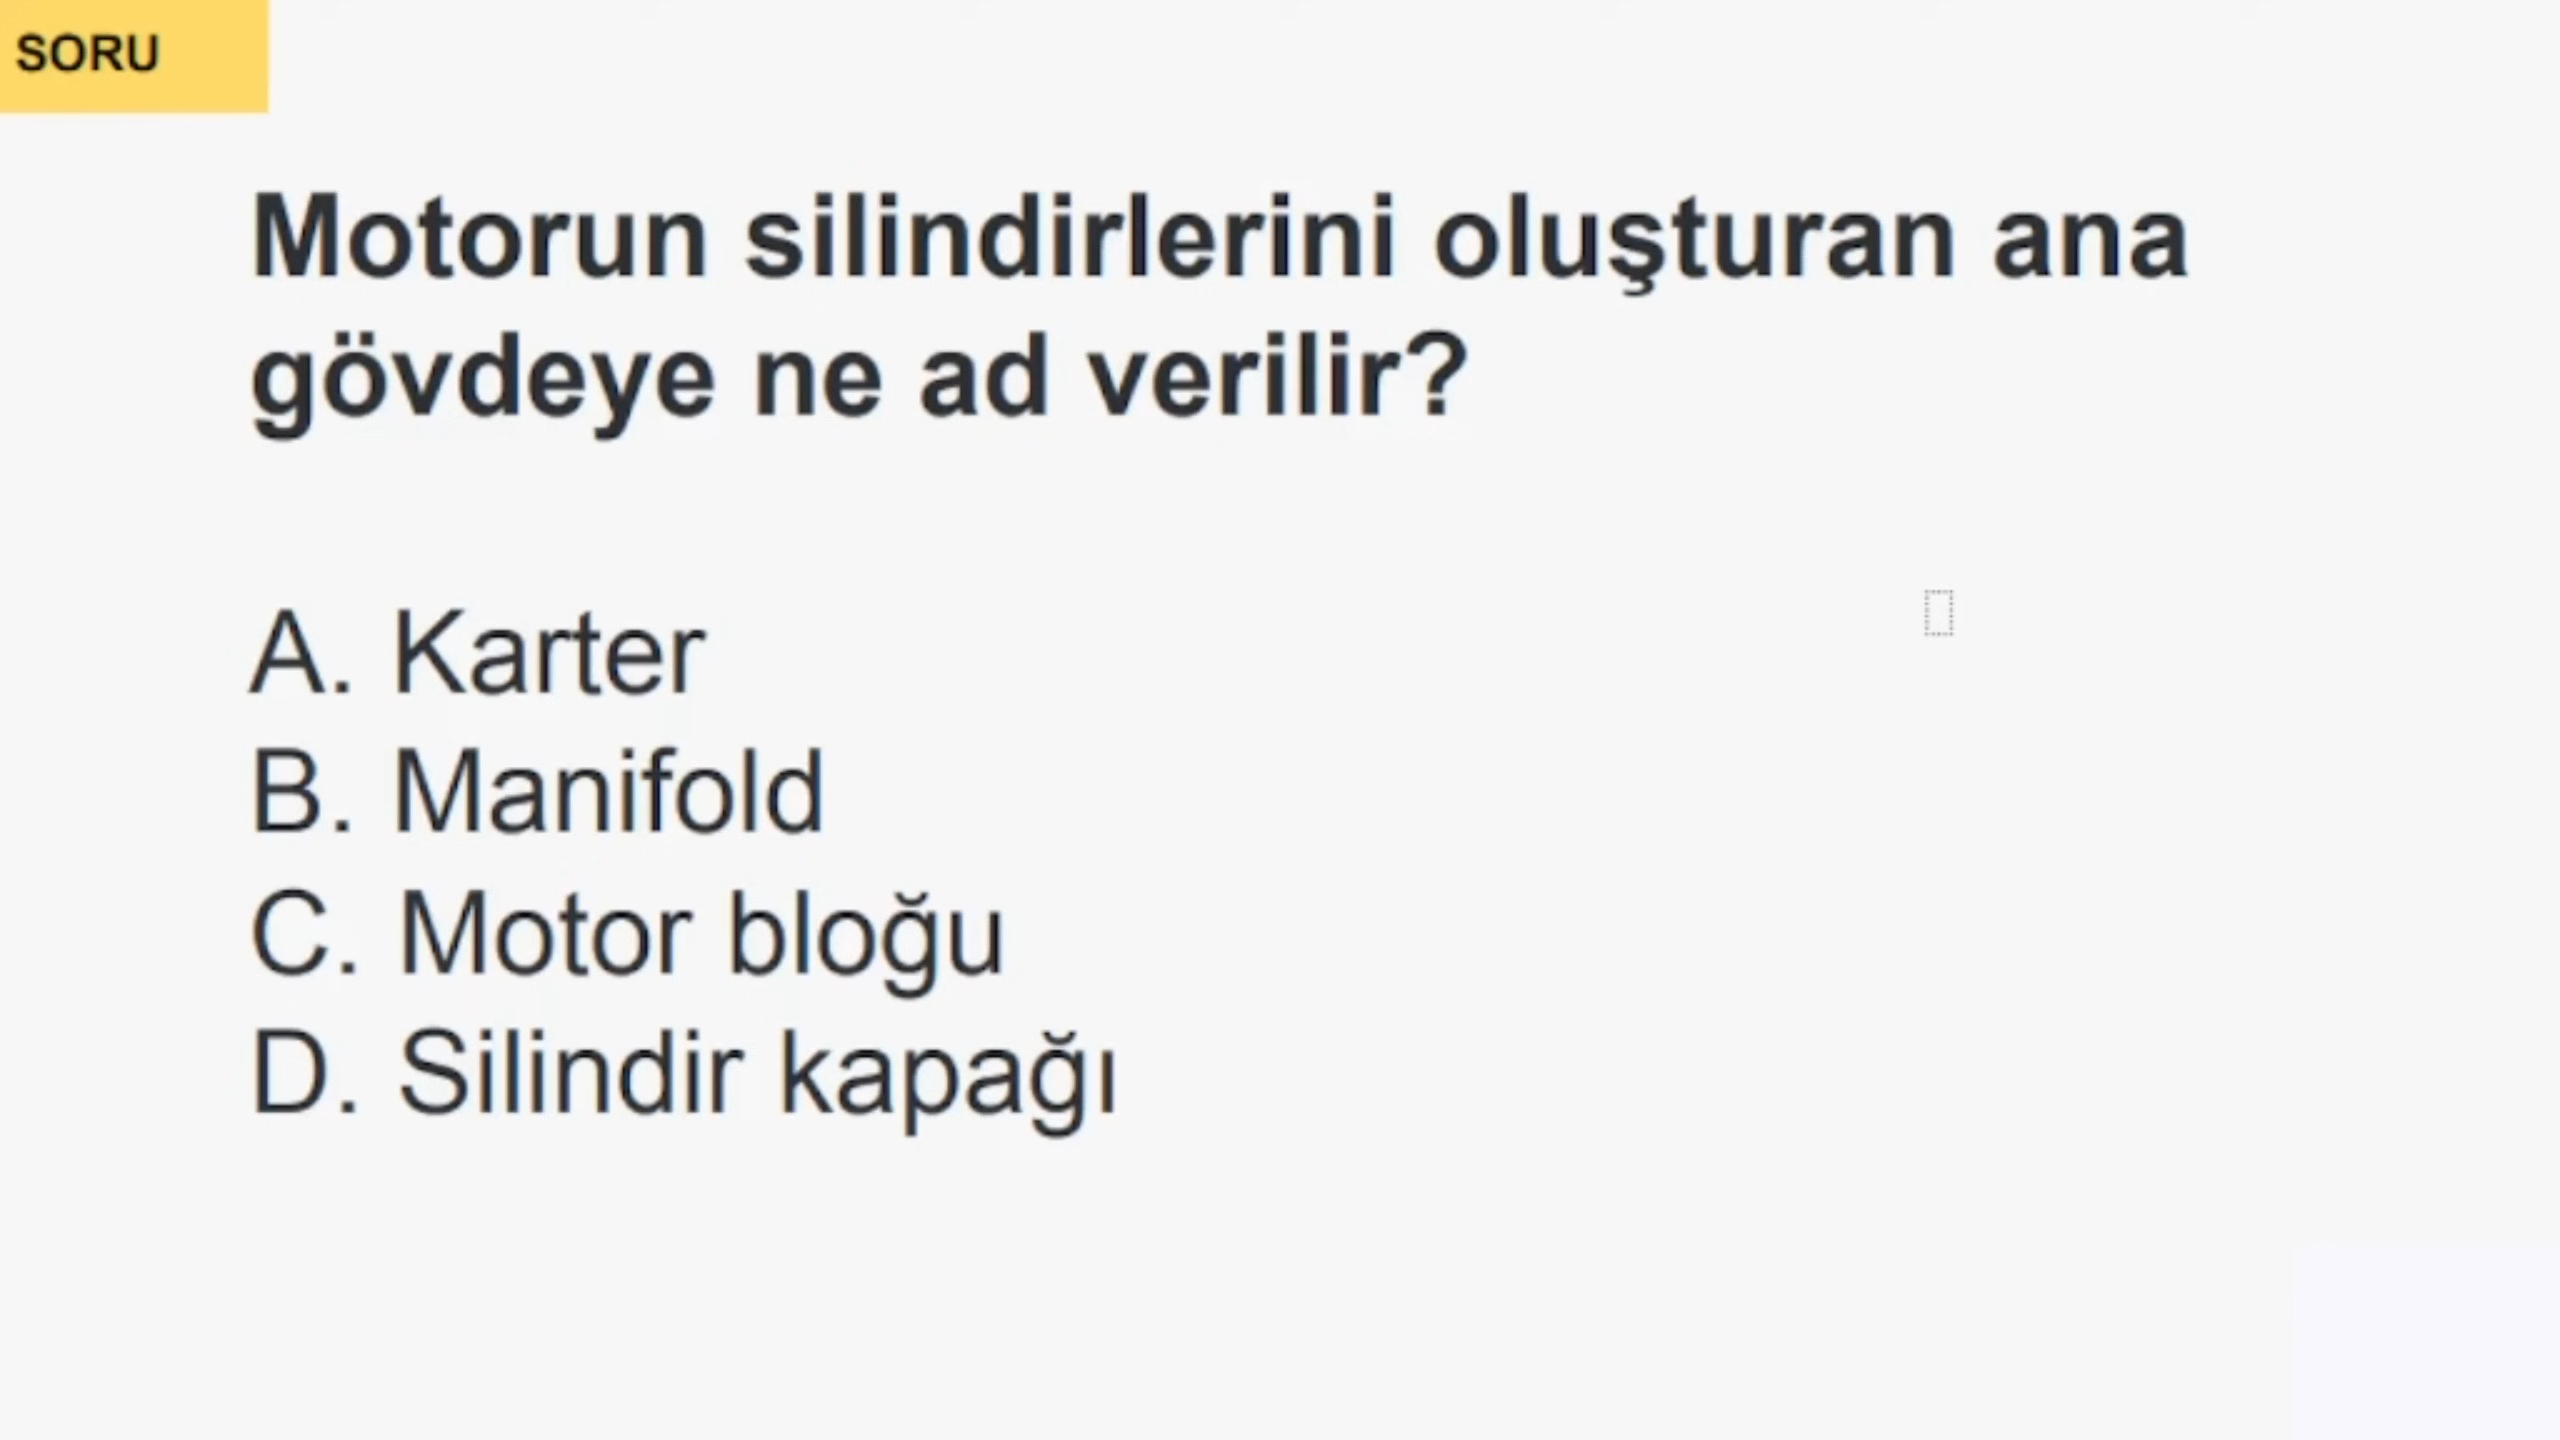 SORU
Motorun silindirlerini oluşturan ana
gövdeye ne ad verilir?
A. Karter
B. Manifold
C. Motor bloğu
D. Silindir kapağı